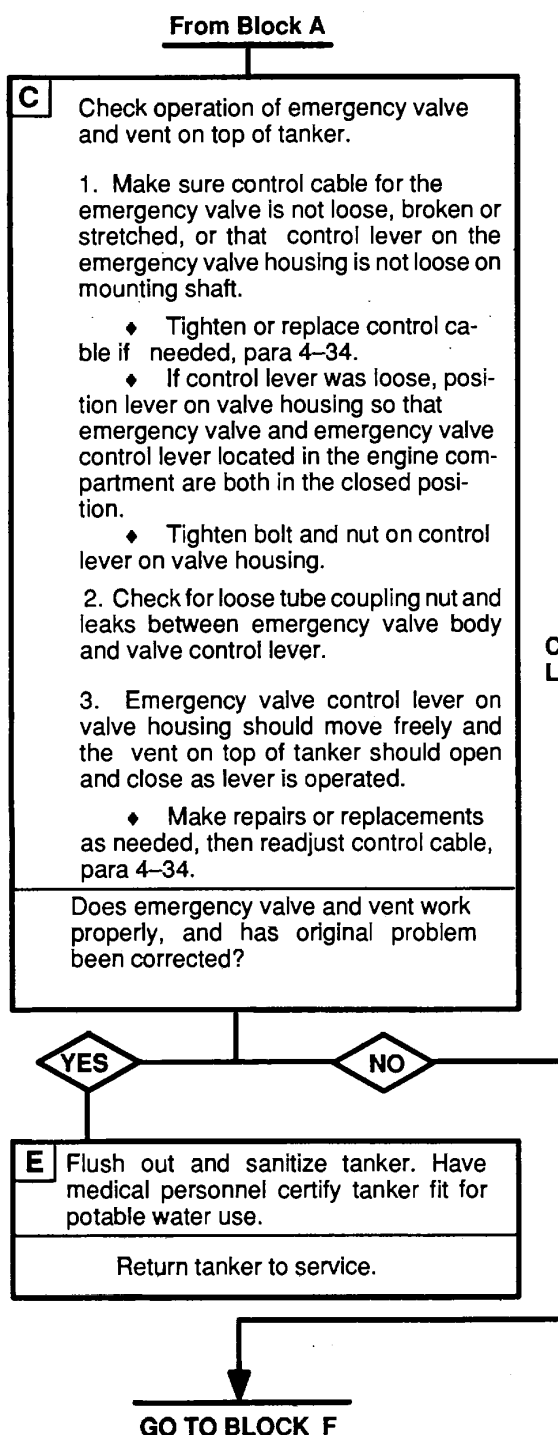 From Block A
C
Check operation of emergency valve
and vent on top of tanker.
1. Make sure control cable for the
emergency valve is not loose, broken or
stretched, or that control lever on the
emergency valve housing is not loose on
mounting shaft.
♦ Tighten or replace control ca-
ble if needed, para 4–34.
♦ If control lever was loose, posi-
tion lever on valve housing so that
emergency valve and emergency valve
control lever located in the engine com-
partment are both in the closed posi-
tion.
♦ Tighten bolt and nut on control
lever on valve housing.
2. Check for loose tube coupling nut and
leaks between emergency valve body
and valve control lever.
3. Emergency valve control lever on
valve housing should move freely and
the vent on top of tanker should open
and close as lever is operated.
♦ Make repairs or replacements
as needed, then readjust control cable,
para 4–34.
Does emergency valve and vent work
properly, and has original problem
been corrected?
C
L
YES
NO
E
Flush out and sanitize tanker. Have
medical personnel certify tanker fit for
potable water use.
Return tanker to service.
GO TO BLOCK F